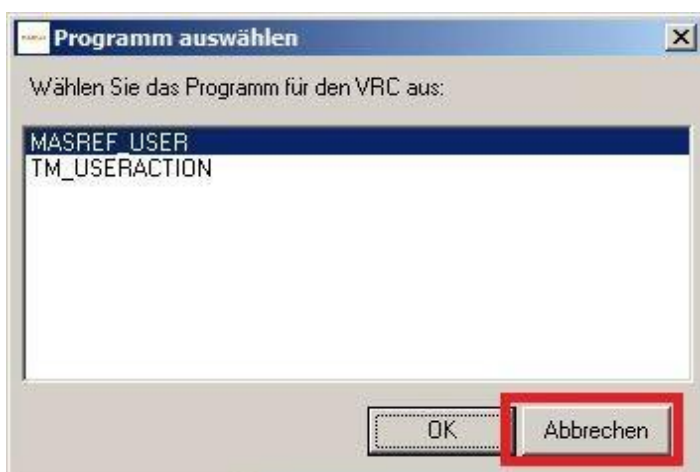 Programm auswählen
Wählen Sie das Programm für den VRC aus:
MASREF_USER
TM_USERACTION
OK
Abbrechen